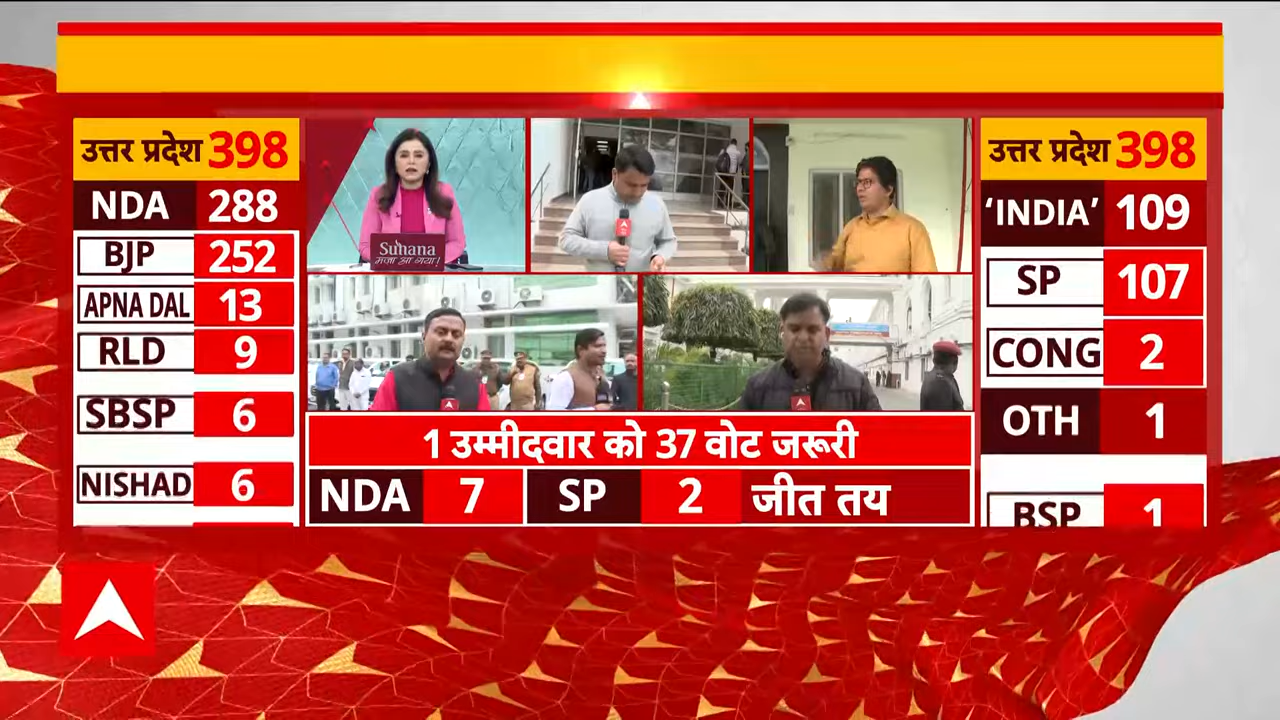 उत्तर प्रदेश 398
NDA 288
BJP 252
APNA DAL 13
RLD 9
SBSP 6
NISHAD 6
Suhana
मज़ा आ गया!
1 उम्मीदवार को 37 वोट जरूरी
NDA 7 SP 2 जीत तय
उत्तर प्रदेश 398
‘INDIA’ 109
SP 107
CONG 2
OTH 1
BSP 1